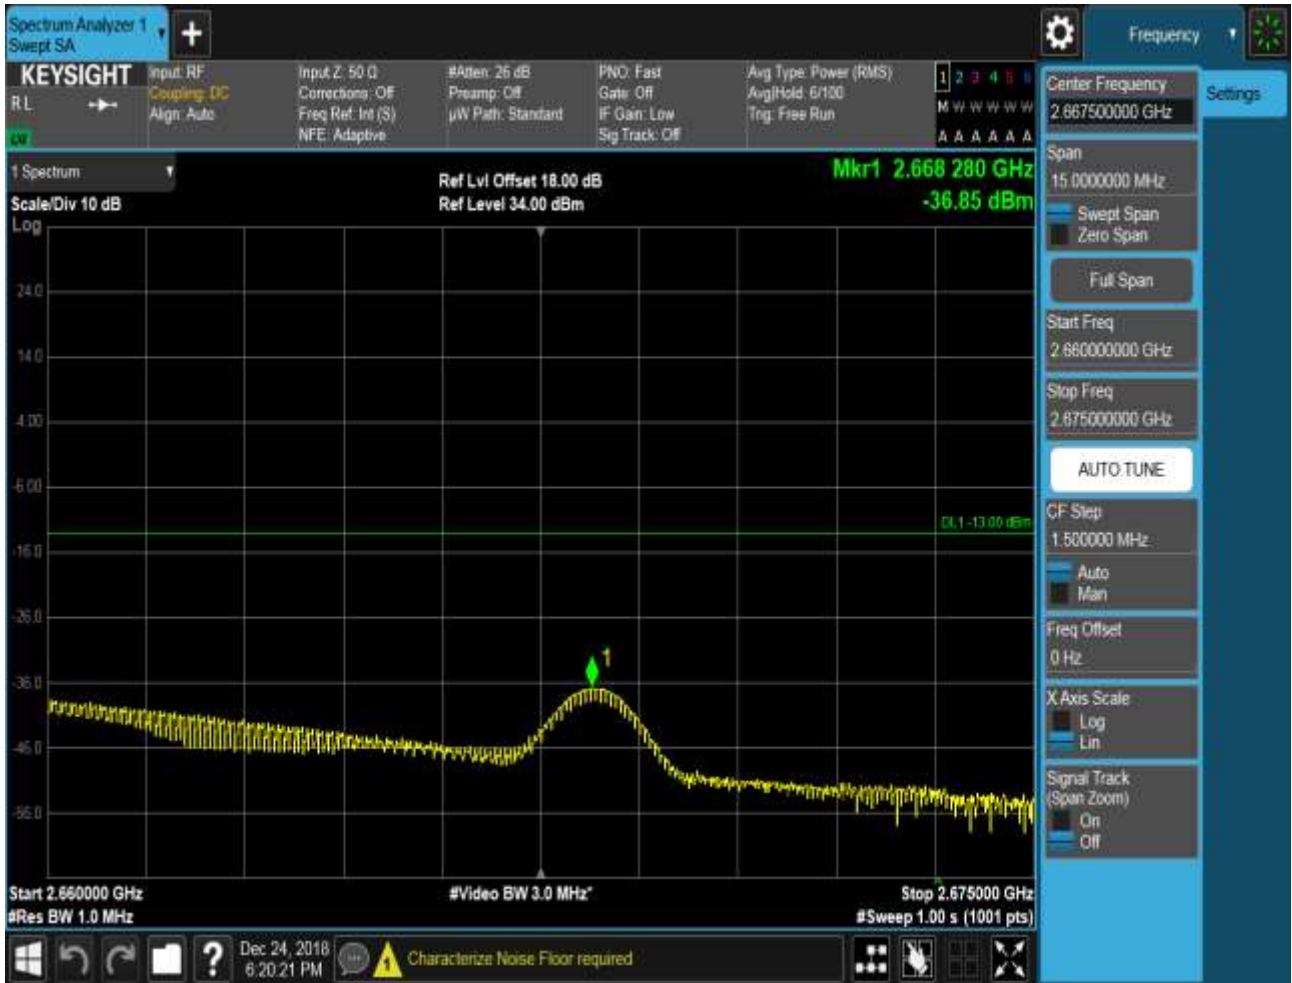 Spectrum Analyzer 1
Swept SA
+
Frequency
KEYSIGHT
R L
LXI
Input: RF
Coupling: DC
Align: Auto
Input Z: 50 Ω
Corrections: Off
Freq Ref: Int (S)
NFE: Adaptive
#Atten: 26 dB
Preamp: Off
µW Path: Standard
PNO: Fast
Gate: Off
IF Gain: Low
Sig Track: Off
Avg Type: Power (RMS)
Avg|Hold: 6/100
Trig: Free Run
1 2 3 4 5 6
M W W W W W
A A A A A A
1 Spectrum
Scale/Div 10 dB
Ref Lvl Offset 18.00 dB
Ref Level 34.00 dBm
Mkr1 2.668 280 GHz
-36.85 dBm
Log
24.0
14.0
4.00
-6.00
-16.0
-26.0
-36.0
-46.0
-56.0
DL1 -13.00 dBm
1
Start 2.660000 GHz
#Res BW 1.0 MHz
#Video BW 3.0 MHz*
Stop 2.675000 GHz
#Sweep 1.00 s (1001 pts)
Center Frequency
2.667500000 GHz
Span
15.0000000 MHz
Swept Span
Zero Span
Full Span
Start Freq
2.660000000 GHz
Stop Freq
2.675000000 GHz
AUTO TUNE
CF Step
1.500000 MHz
Auto
Man
Freq Offset
0 Hz
X Axis Scale
Log
Lin
Signal Track
(Span Zoom)
On
Off
Settings
?
Dec 24, 2018
6:20:21 PM
1
Characterize Noise Floor required